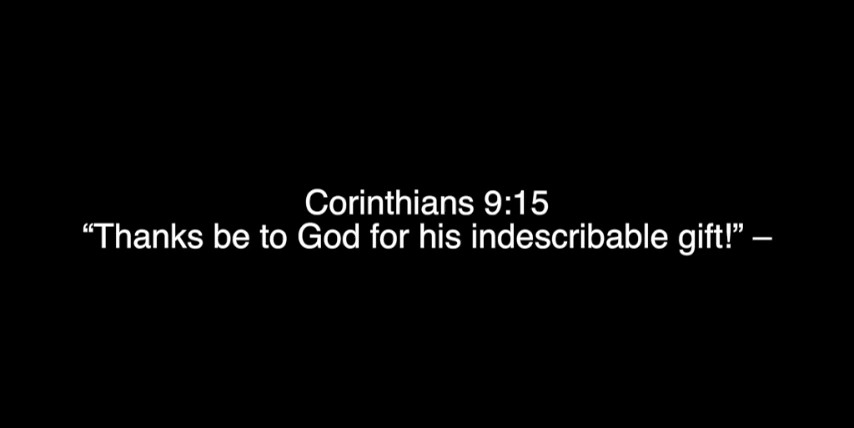 Corinthians 9:15
“Thanks be to God for his indescribable gift!” –